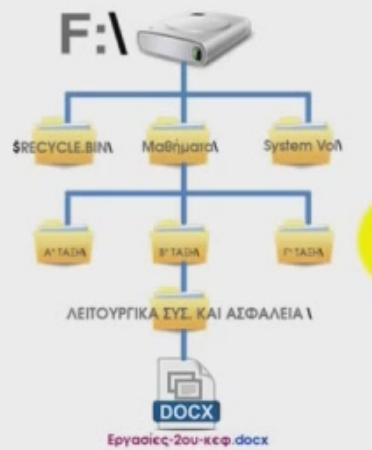 F:\
$RECYCLE.BIN\ Μαθήματα\ System Vol\
Α' ΤΑΞΗ\ Β' ΤΑΞΗ\ Γ' ΤΑΞΗ\
ΛΕΙΤΟΥΡΓΙΚΑ ΣΥΣ. ΚΑΙ ΑΣΦΑΛΕΙΑ \
DOCX
Εργασίες-2ου-κεφ.docx